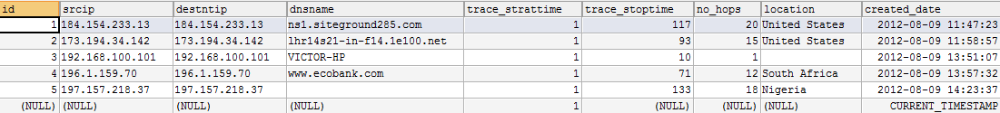 id srcip destntip dnsname trace_strattime trace_stoptime no_hops location created_date
1 184.154.233.13 184.154.233.13 ns1.siteground285.com 1 117 20 United States 2012-08-09 11:47:23
2 173.194.34.142 173.194.34.142 lhr14s21-in-f14.1e100.net 1 93 15 United States 2012-08-09 11:58:57
3 192.168.100.101 192.168.100.101 VICTOR-HP 1 10 1 2012-08-09 13:51:07
4 196.1.159.70 196.1.159.70 www.ecobank.com 1 71 12 South Africa 2012-08-09 13:57:32
5 197.157.218.37 197.157.218.37 1 133 18 Nigeria 2012-08-09 14:23:37
(NULL) (NULL) (NULL) (NULL) 1 (NULL) (NULL) (NULL) CURRENT_TIMESTAMP